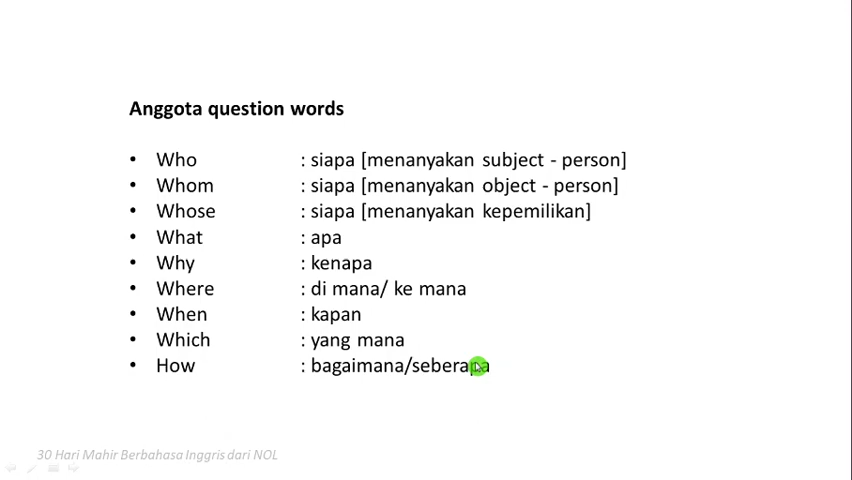 Anggota question words
• Who : siapa [menanyakan subject - person]
• Whom : siapa [menanyakan object - person]
• Whose : siapa [menanyakan kepemilikan]
• What : apa
• Why : kenapa
• Where : di mana/ ke mana
• When : kapan
• Which : yang mana
• How : bagaimana/seberapa
30 Hari Mahir Berbahasa Inggris dari NOL